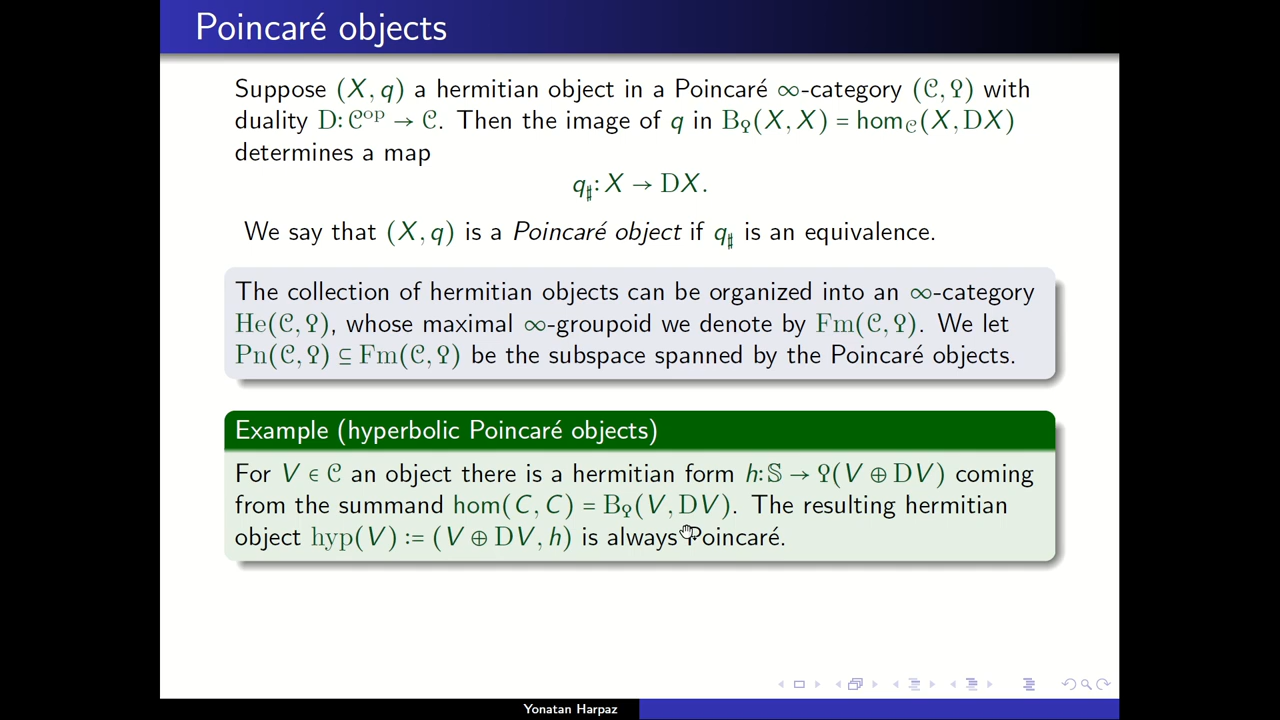 Poincaré objects
Suppose (X, q) a hermitian object in a Poincaré ∞-category (𝒞, Ϙ) with
duality D: 𝒞ᵒᵖ → 𝒞. Then the image of q in B_Ϙ(X, X) = hom_𝒞(X, DX)
determines a map
q_♯: X → DX.
We say that (X, q) is a Poincaré object if q_♯ is an equivalence.
The collection of hermitian objects can be organized into an ∞-category
He(𝒞, Ϙ), whose maximal ∞-groupoid we denote by Fm(𝒞, Ϙ). We let
Pn(𝒞, Ϙ) ⊆ Fm(𝒞, Ϙ) be the subspace spanned by the Poincaré objects.
Example (hyperbolic Poincaré objects)
For V ∈ 𝒞 an object there is a hermitian form h: 𝕊 → Ϙ(V ⊕ DV) coming
from the summand hom(C, C) = B_Ϙ(V, DV). The resulting hermitian
object hyp(V) := (V ⊕ DV, h) is always Poincaré.
Yonatan Harpaz